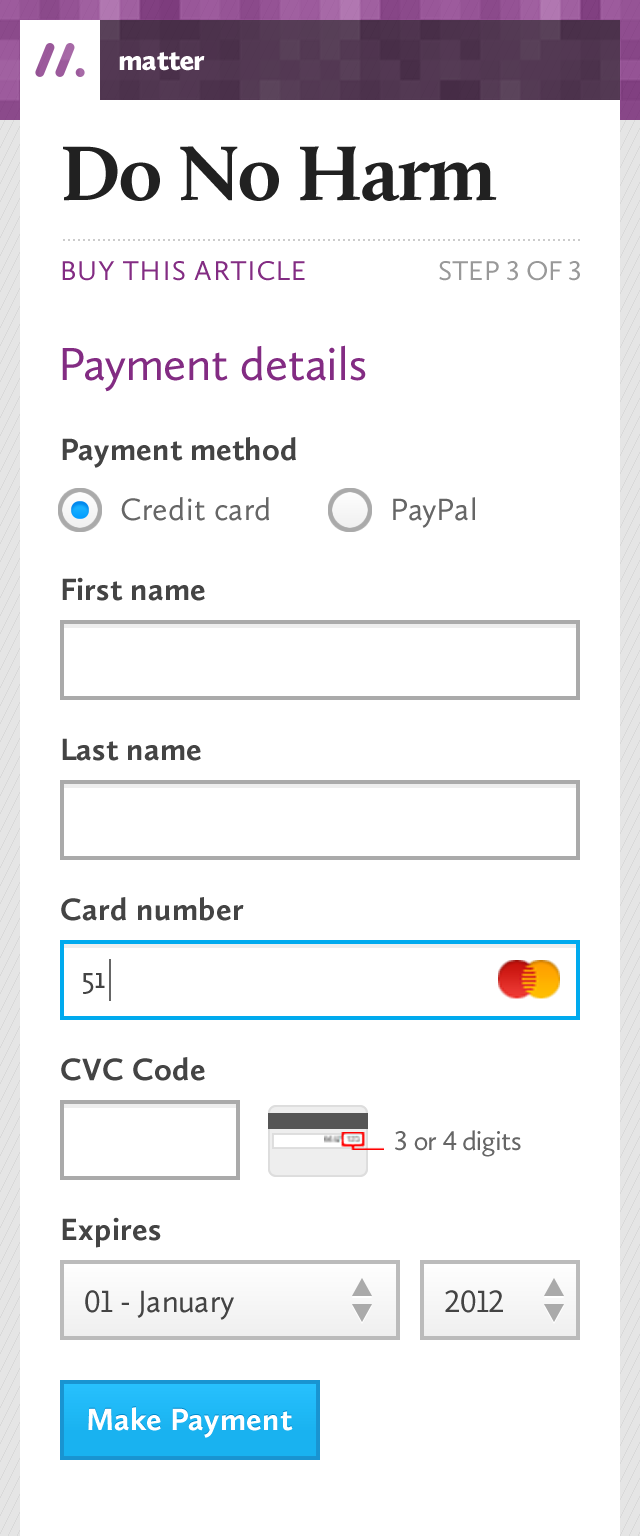 matter
Do No Harm
BUY THIS ARTICLE STEP 3 OF 3
Payment details
Payment method
Credit card PayPal
First name
Last name
Card number
51
CVC Code
3 or 4 digits
Expires
01 - January 2012
Make Payment